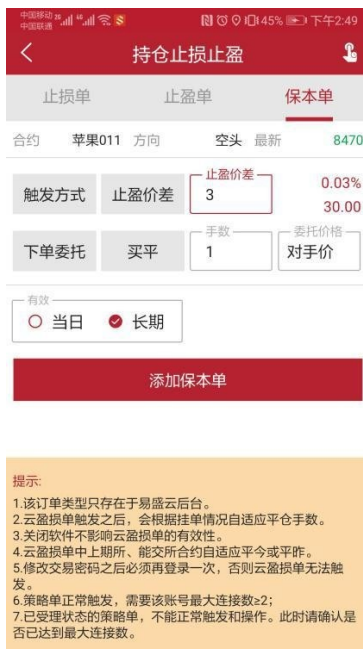 中国移动 2G 4G 45% 下午2:49
中国联通
持仓止损止盈
止损单 止盈单 保本单
合约 苹果011 方向 空头 最新 8470
触发方式 止盈价差 止盈价差 3 0.03%
30.00
下单委托 买平 手数 1 委托价格 对手价
有效
当日 长期
添加保本单
提示:
1.该订单类型只存在于易盛云后台。
2.云盈损单触发之后，会根据挂单情况自适应平仓手数。
3.关闭软件不影响云盈损单的有效性。
4.云盈损单中上期所、能交所合约自适应平今或平昨。
5.修改交易密码之后必须再登录一次，否则云盈损单无法触
发。
6.策略单正常触发，需要该账号最大连接数≥2；
7.已受理状态的策略单，不能正常触发和操作。此时请确认是
否已达到最大连接数。